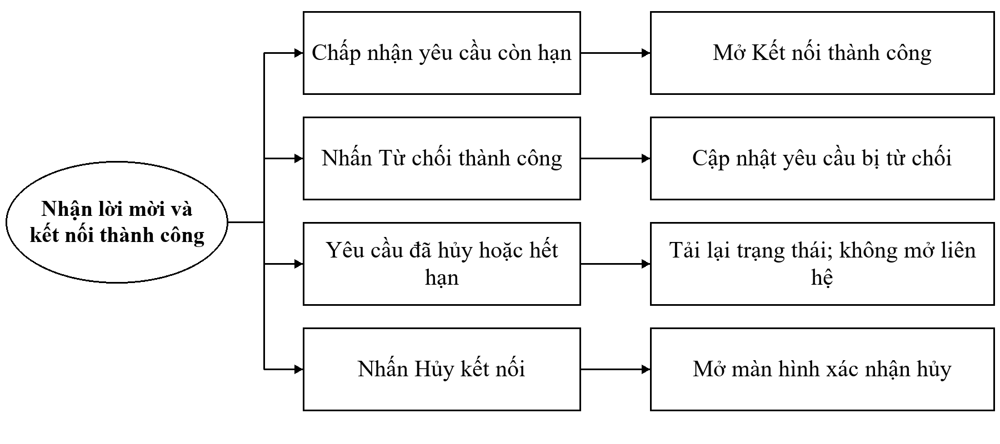 Chấp nhận yêu cầu còn hạn
Mở Kết nối thành công
Nhấn Từ chối thành công
Cập nhật yêu cầu bị từ chối
Nhận lời mời và
kết nối thành công
Yêu cầu đã hủy hoặc hết
hạn
Tải lại trạng thái; không mở liên
hệ
Nhấn Hủy kết nối
Mở màn hình xác nhận hủy